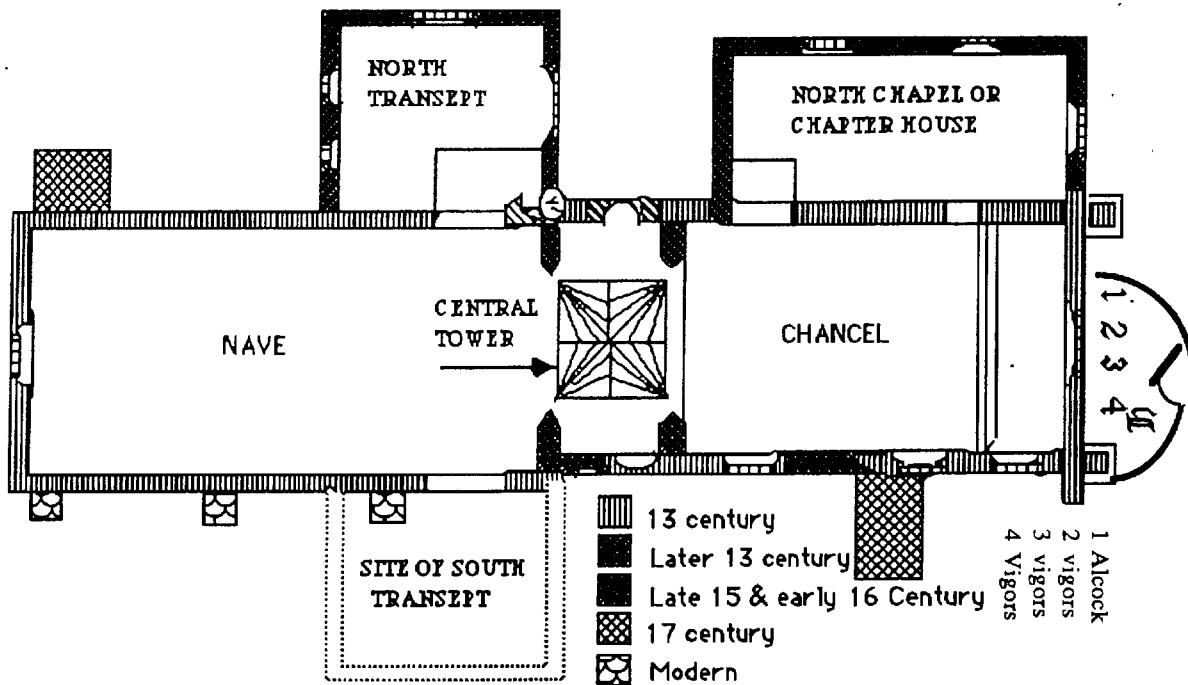 NORTH
TRANSEPT
NORTH CHAPEL OR
CHAPTER HOUSE
NAVE
CENTRAL
TOWER
CHANCEL
1 2 3 4
SITE OF SOUTH
TRANSEPT
13 century
Later 13 century
Late 15 & early 16 Century
17 century
Modern
1 Alcock
2 vigors
3 vigors
4 Vigors